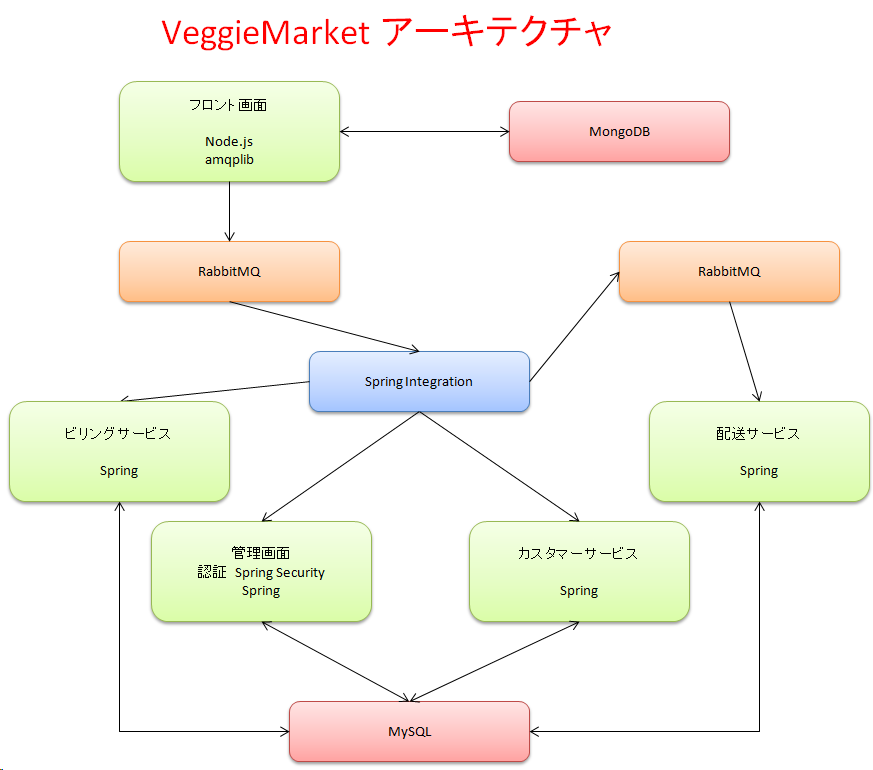 VeggieMarket アーキテクチャ
フロント画面
Node.js
amqplib
MongoDB
RabbitMQ
RabbitMQ
Spring Integration
ビリングサービス
Spring
配送サービス
Spring
管理画面
認証 Spring Security
Spring
カスタマーサービス
Spring
MySQL